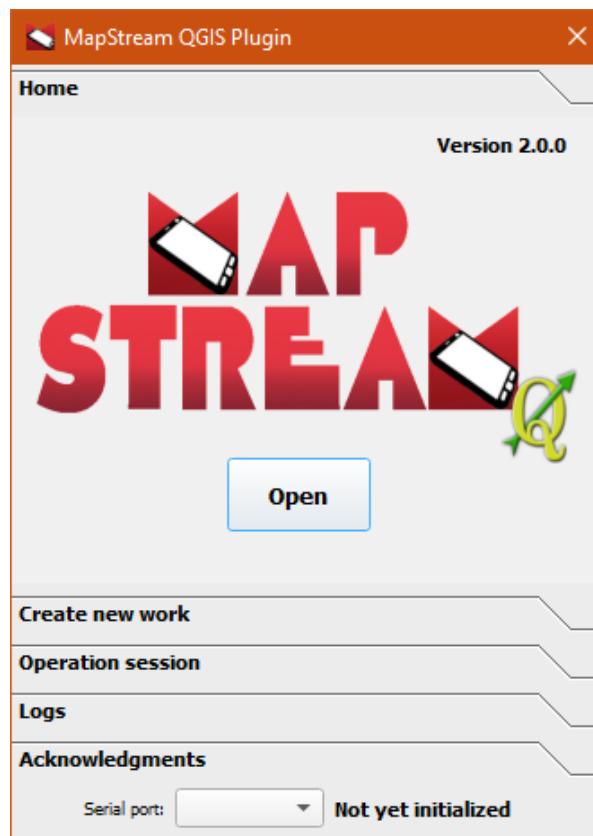 MapStream QGIS Plugin
Home
Version 2.0.0
MAP
STREAM
Q
Open
Create new work
Operation session
Logs
Acknowledgments
Serial port: Not yet initialized